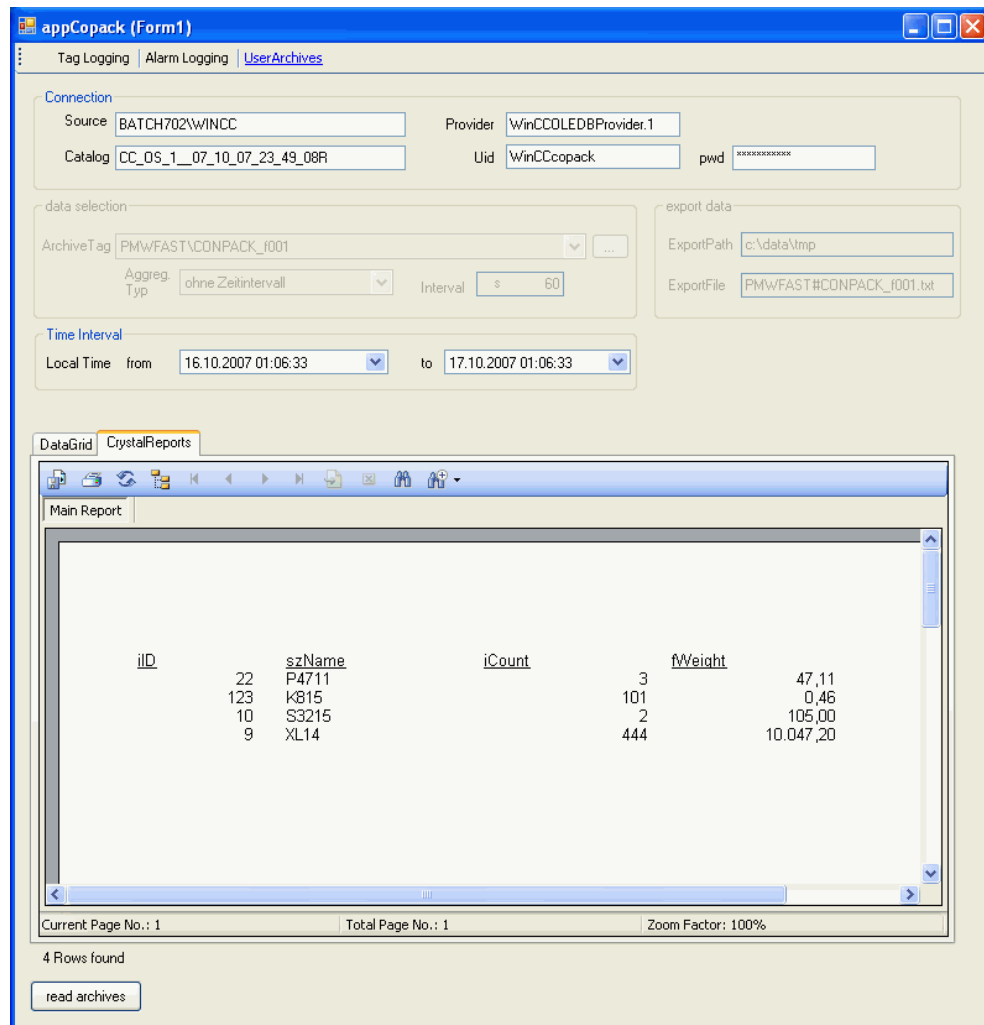 appCopack (Form1)
Tag Logging Alarm Logging UserArchives
Connection
Source BATCH702\WINCC Provider WinCCOLEDBProvider.1
Catalog CC_OS_1__07_10_07_23_49_08R Uid WinCCcopack pwd ***********
data selection export data
ArchiveTag PMWFAST\CONPACK_f001 ... ExportPath c:\data\tmp
Aggreg. Typ ohne Zeitintervall Interval s 60 ExportFile PMWFAST#CONPACK_f001.txt
Time Interval
Local Time from 16.10.2007 01:06:33 to 17.10.2007 01:06:33
DataGrid CrystalReports
Main Report
iID szName iCount fWeight
22 P4711 3 47,11
123 K815 101 0,46
10 S3215 2 105,00
9 XL14 444 10.047,20
Current Page No.: 1 Total Page No.: 1 Zoom Factor: 100%
4 Rows found
read archives